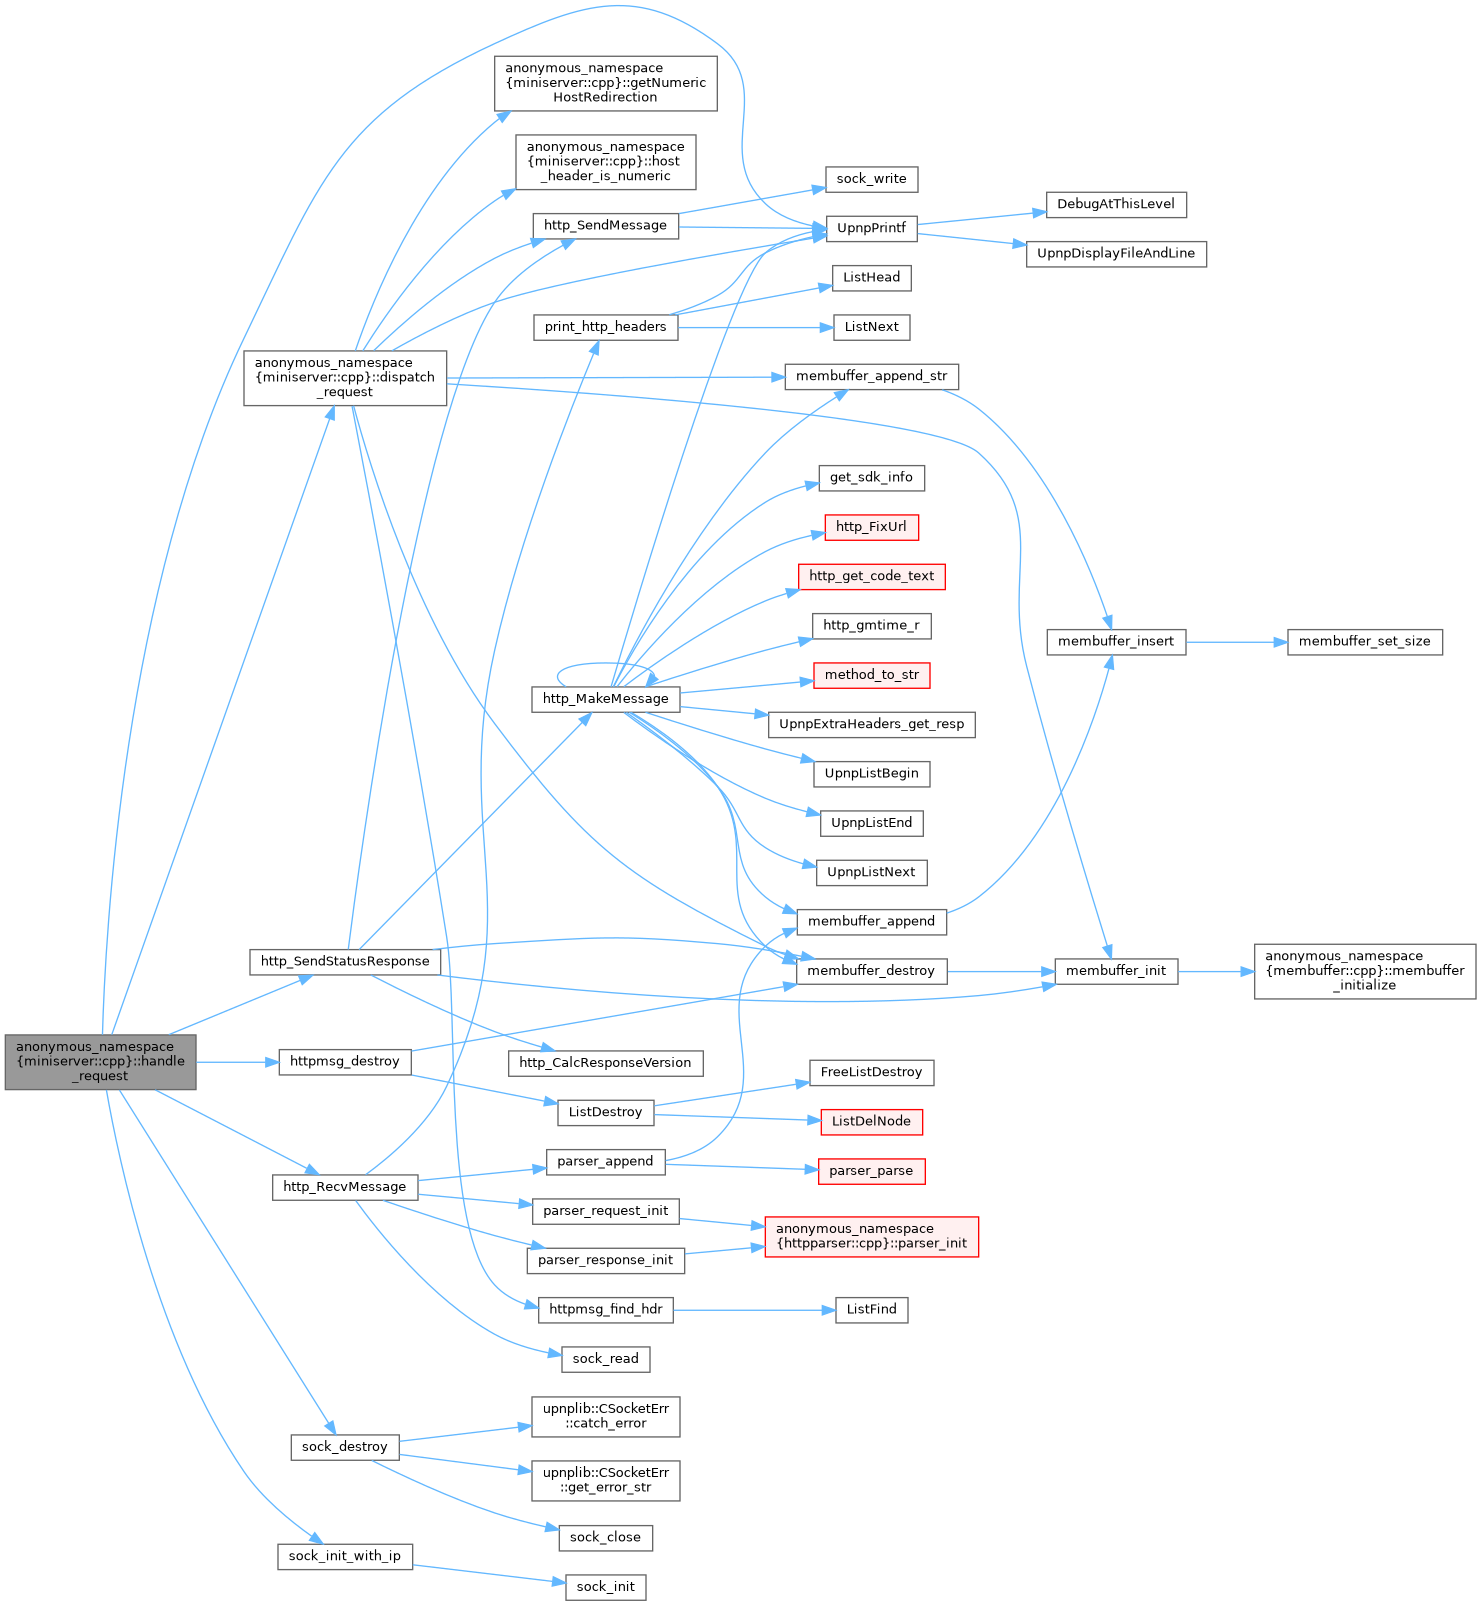 anonymous_namespace
{miniserver::cpp}::handle
_request
anonymous_namespace
{miniserver::cpp}::dispatch
_request
http_SendStatusResponse
httpmsg_destroy
http_RecvMessage
sock_destroy
sock_init_with_ip
anonymous_namespace
{miniserver::cpp}::getNumeric
HostRedirection
anonymous_namespace
{miniserver::cpp}::host
_header_is_numeric
http_SendMessage
print_http_headers
http_MakeMessage
http_CalcResponseVersion
ListDestroy
parser_append
parser_request_init
parser_response_init
httpmsg_find_hdr
sock_read
upnplib::CSocketErr
::catch_error
upnplib::CSocketErr
::get_error_str
sock_close
sock_init
sock_write
UpnpPrintf
ListHead
ListNext
membuffer_append_str
get_sdk_info
http_FixUrl
http_get_code_text
http_gmtime_r
method_to_str
UpnpExtraHeaders_get_resp
UpnpListBegin
UpnpListEnd
UpnpListNext
membuffer_append
membuffer_destroy
FreeListDestroy
ListDelNode
parser_parse
anonymous_namespace
{httpparser::cpp}::parser_init
ListFind
DebugAtThisLevel
UpnpDisplayFileAndLine
membuffer_insert
membuffer_init
membuffer_set_size
anonymous_namespace
{membuffer::cpp}::membuffer
_initialize